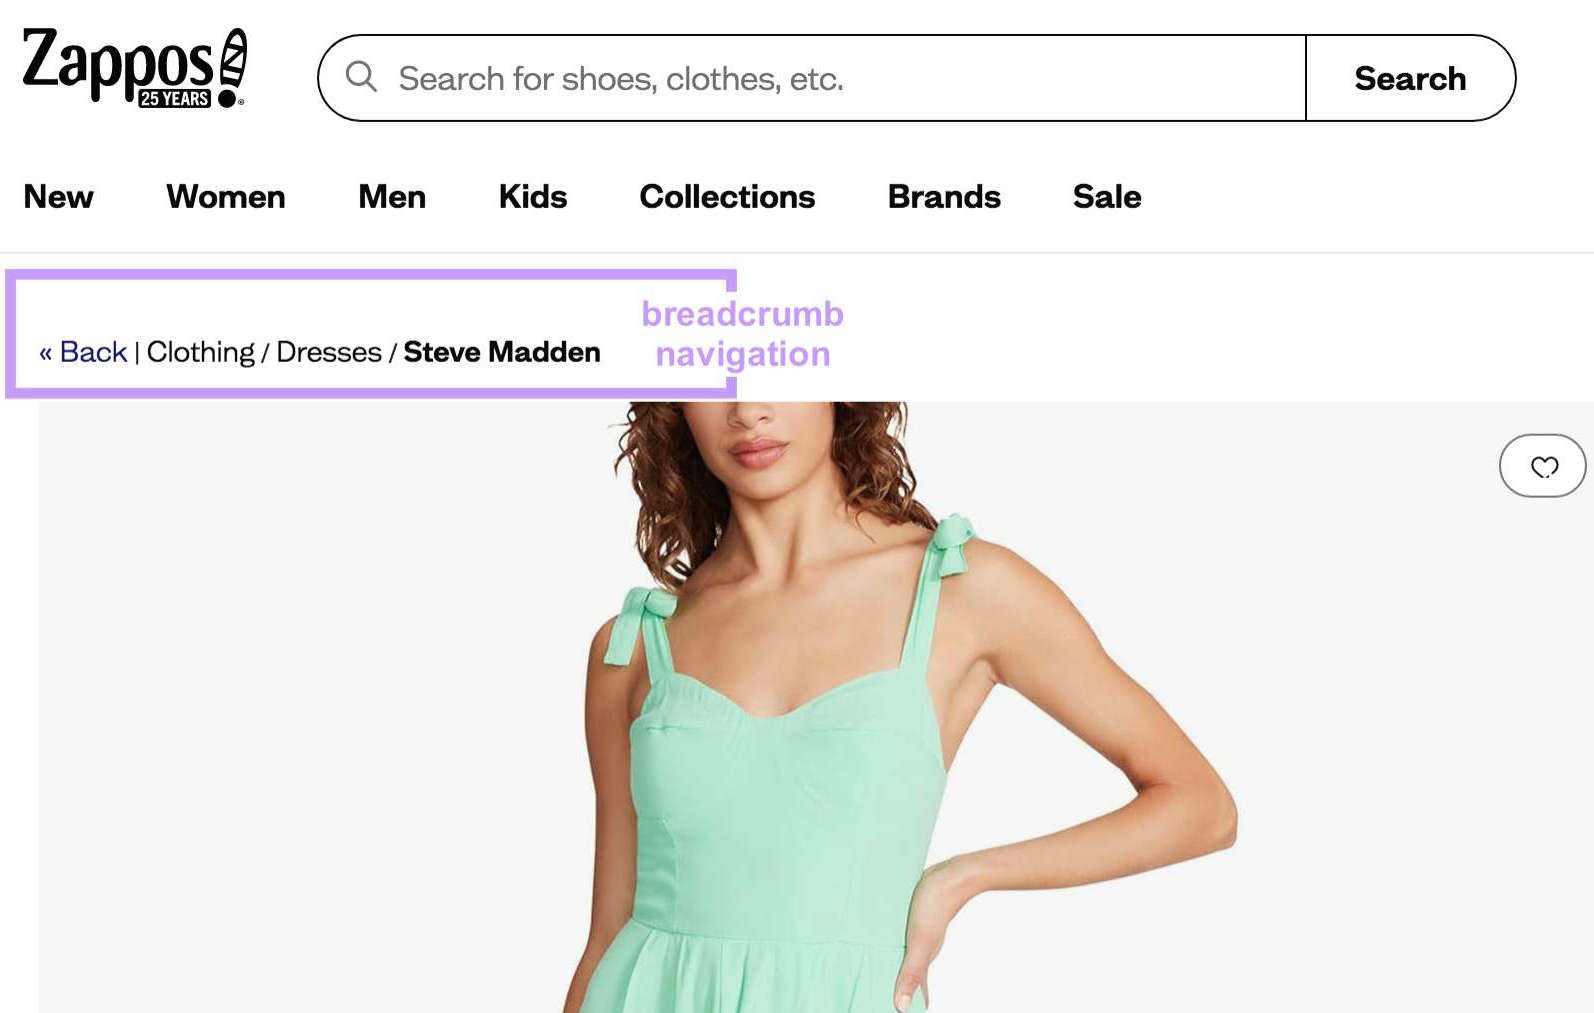 Zappos
25 YEARS
Search for shoes, clothes, etc.
Search
New Women Men Kids Collections Brands Sale
breadcrumb
navigation
« Back | Clothing / Dresses / Steve Madden